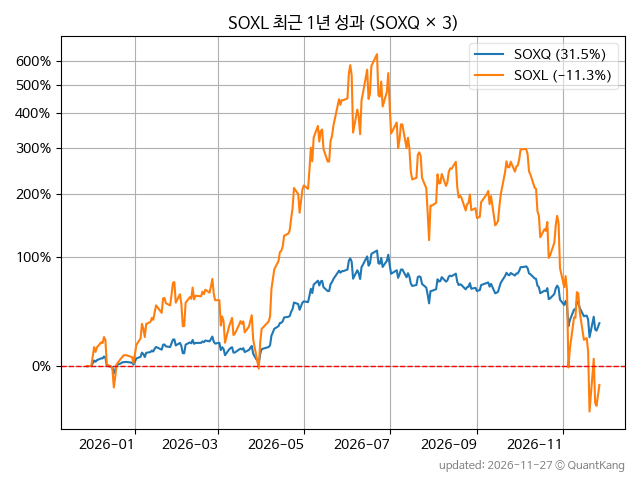 SOXL 최근 1년 성과 (SOXQ × 3)
SOXQ (31.5%)
SOXL (−11.3%)
600%
500%
400%
300%
200%
100%
0%
2026−01 2026−03 2026−05 2026−07 2026−09 2026−11
updated: 2026−11−27 © QuantKang